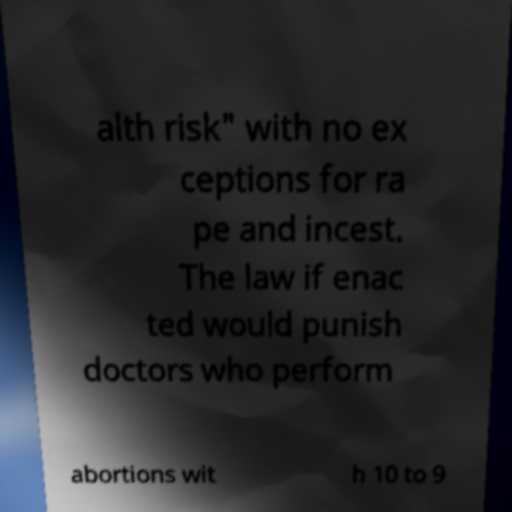 alth risk" with no ex
ceptions for ra
pe and incest.
The law if enac
ted would punish
doctors who perform
abortions wit h 10 to 9